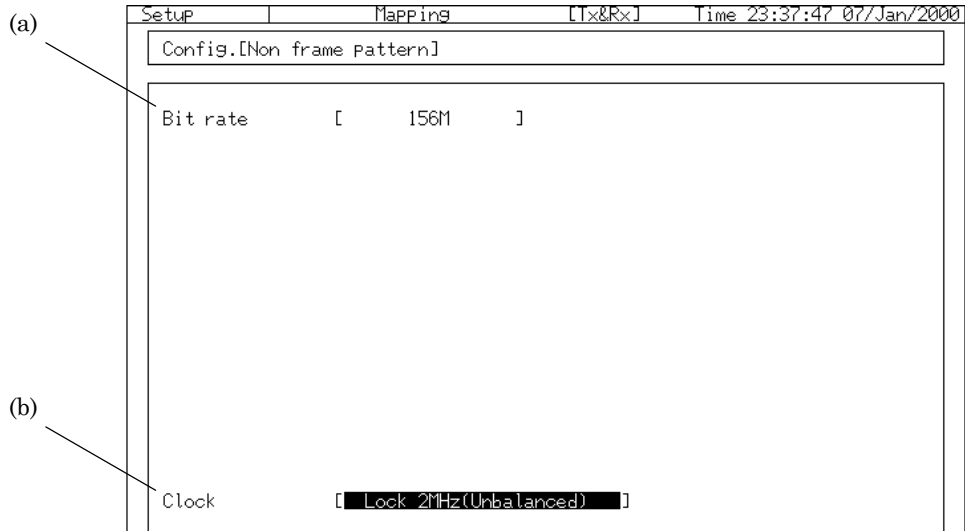 (a)
Setup Mapping [Tx&Rx] Time 23:37:47 07/Jan/2000
Config.[Non frame pattern]
Bit rate [ 156M ]
(b)
Clock [ Lock 2MHz(Unbalanced) ]